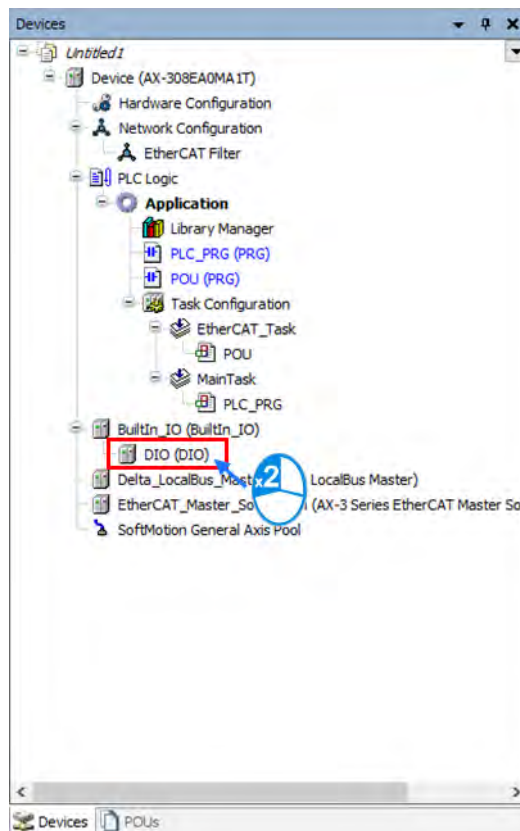 Devices
Untitled1
Device (AX-308EA0MA1T)
Hardware Configuration
Network Configuration
EtherCAT Filter
PLC Logic
Application
Library Manager
PLC_PRG (PRG)
POU (PRG)
Task Configuration
EtherCAT_Task
POU
MainTask
PLC_PRG
BuiltIn_IO (BuiltIn_IO)
DIO (DIO)
x2
Delta_LocalBus_Mast LocalBus Master)
EtherCAT_Master_So (AX-3 Series EtherCAT Master So
SoftMotion General Axis Pool
Devices POUs